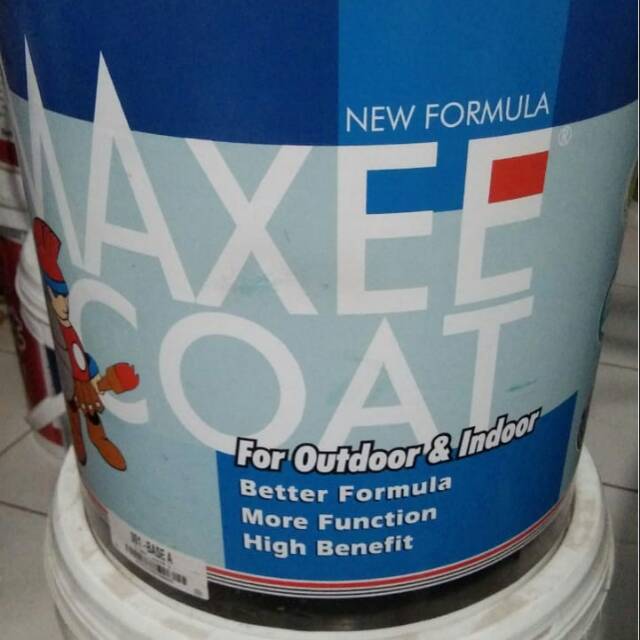 NEW FORMULA
MAXEE®
COAT
For Outdoor & Indoor
Better Formula
More Function
High Benefit